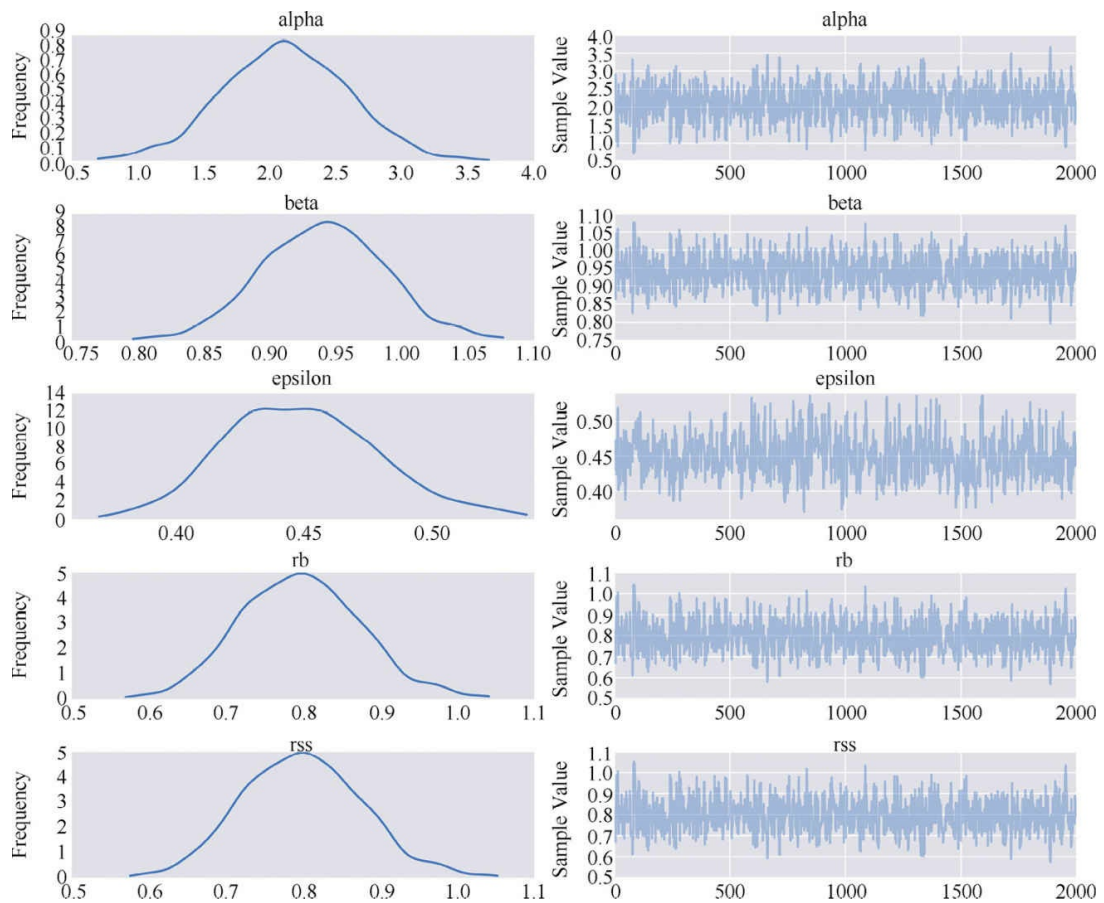 alpha
Frequency
0.9
0.8
0.7
0.6
0.5
0.4
0.3
0.2
0.1
0.0
0.5 1.0 1.5 2.0 2.5 3.0 3.5 4.0
alpha
Sample Value
4.0
3.5
3.0
2.5
2.0
1.5
1.0
0.5
0 500 1000 1500 2000
beta
Frequency
9
8
7
6
5
4
3
2
1
0
0.75 0.80 0.85 0.90 0.95 1.00 1.05 1.10
beta
Sample Value
1.10
1.05
1.00
0.95
0.90
0.85
0.80
0.75
0 500 1000 1500 2000
epsilon
Frequency
14
12
10
8
6
4
2
0
0.40 0.45 0.50
epsilon
Sample Value
0.50
0.45
0.40
0 500 1000 1500 2000
rb
Frequency
5
4
3
2
1
0
0.5 0.6 0.7 0.8 0.9 1.0 1.1
rb
Sample Value
1.1
1.0
0.9
0.8
0.7
0.6
0.5
0 500 1000 1500 2000
rss
Frequency
5
4
3
2
1
0
0.5 0.6 0.7 0.8 0.9 1.0 1.1
rss
Sample Value
1.1
1.0
0.9
0.8
0.7
0.6
0.5
0 500 1000 1500 2000